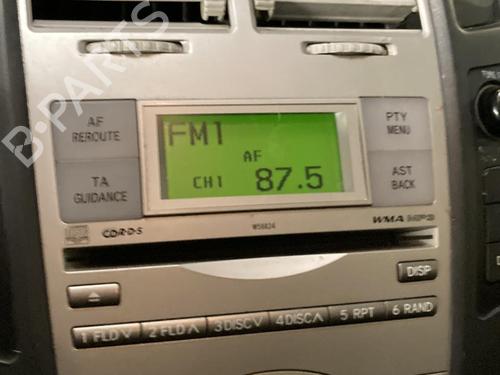 B-PARTS
AF
REROUTE
TA
GUIDANCE
FM1
AF
CH1 87.5
PTY
MENU
AST
BACK
CD-R-DS
W58824
WMA MP3
DISP
1 FLD∨
2 FLD∧
3 DISC∨
4 DISC∧
5 RPT
6 RAND